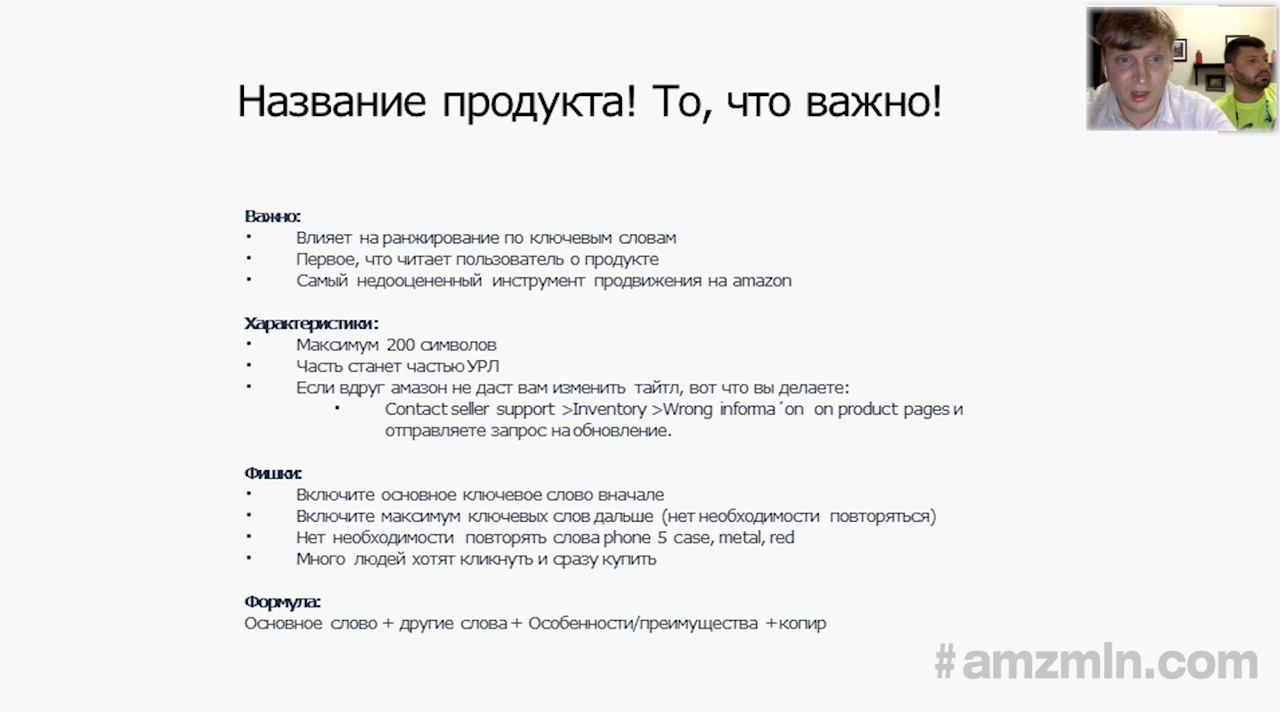 Название продукта! То, что важно!
Важно:
• Влияет на ранжирование по ключевым словам
• Первое, что читает пользователь о продукте
• Самый недооцененный инструмент продвижения на amazon
Характеристики:
• Максимум 200 символов
• Часть станет частью УРЛ
• Если вдруг амазон не даст вам изменить тайтл, вот что вы делаете:
• Contact seller support >Inventory >Wrong informa´on on product pages и
отправляете запрос на обновление.
Фишки:
• Включите основное ключевое слово вначале
• Включите максимум ключевых слов дальше (нет необходимости повторяться)
• Нет необходимости повторять слова phone 5 case, metal, red
• Много людей хотят кликнуть и сразу купить
Формула:
Основное слово + другие слова + Особенности/преимущества +копир
#amzmln.com